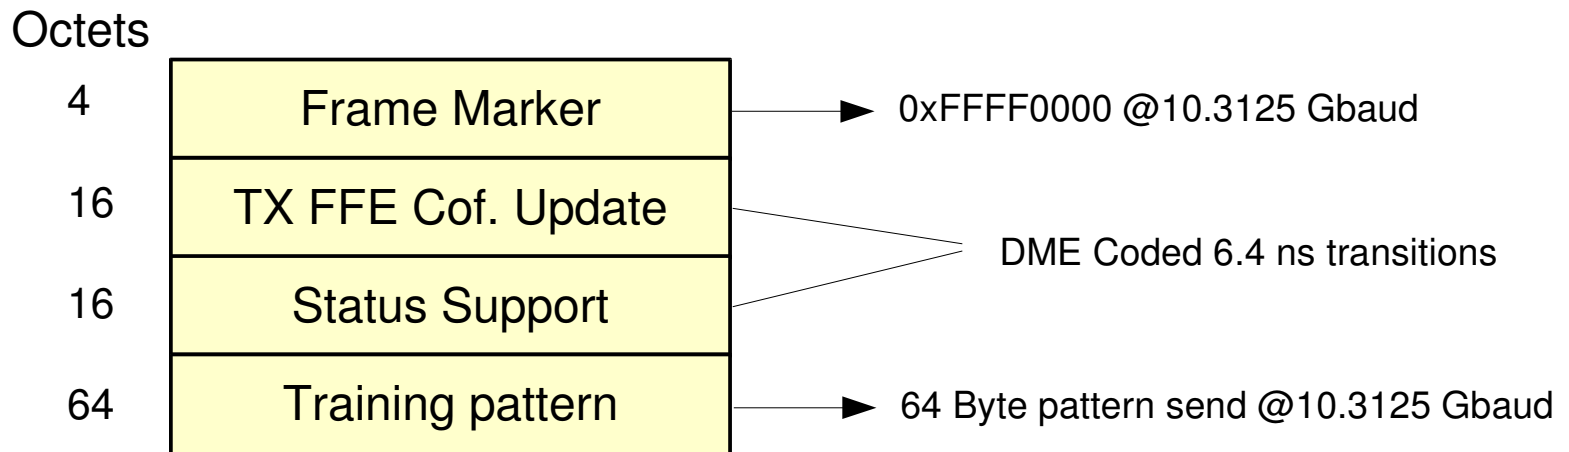 Octets
4 Frame Marker 0xFFFF0000 @10.3125 Gbaud
16 TX FFE Cof. Update
DME Coded 6.4 ns transitions
16 Status Support
64 Training pattern 64 Byte pattern send @10.3125 Gbaud